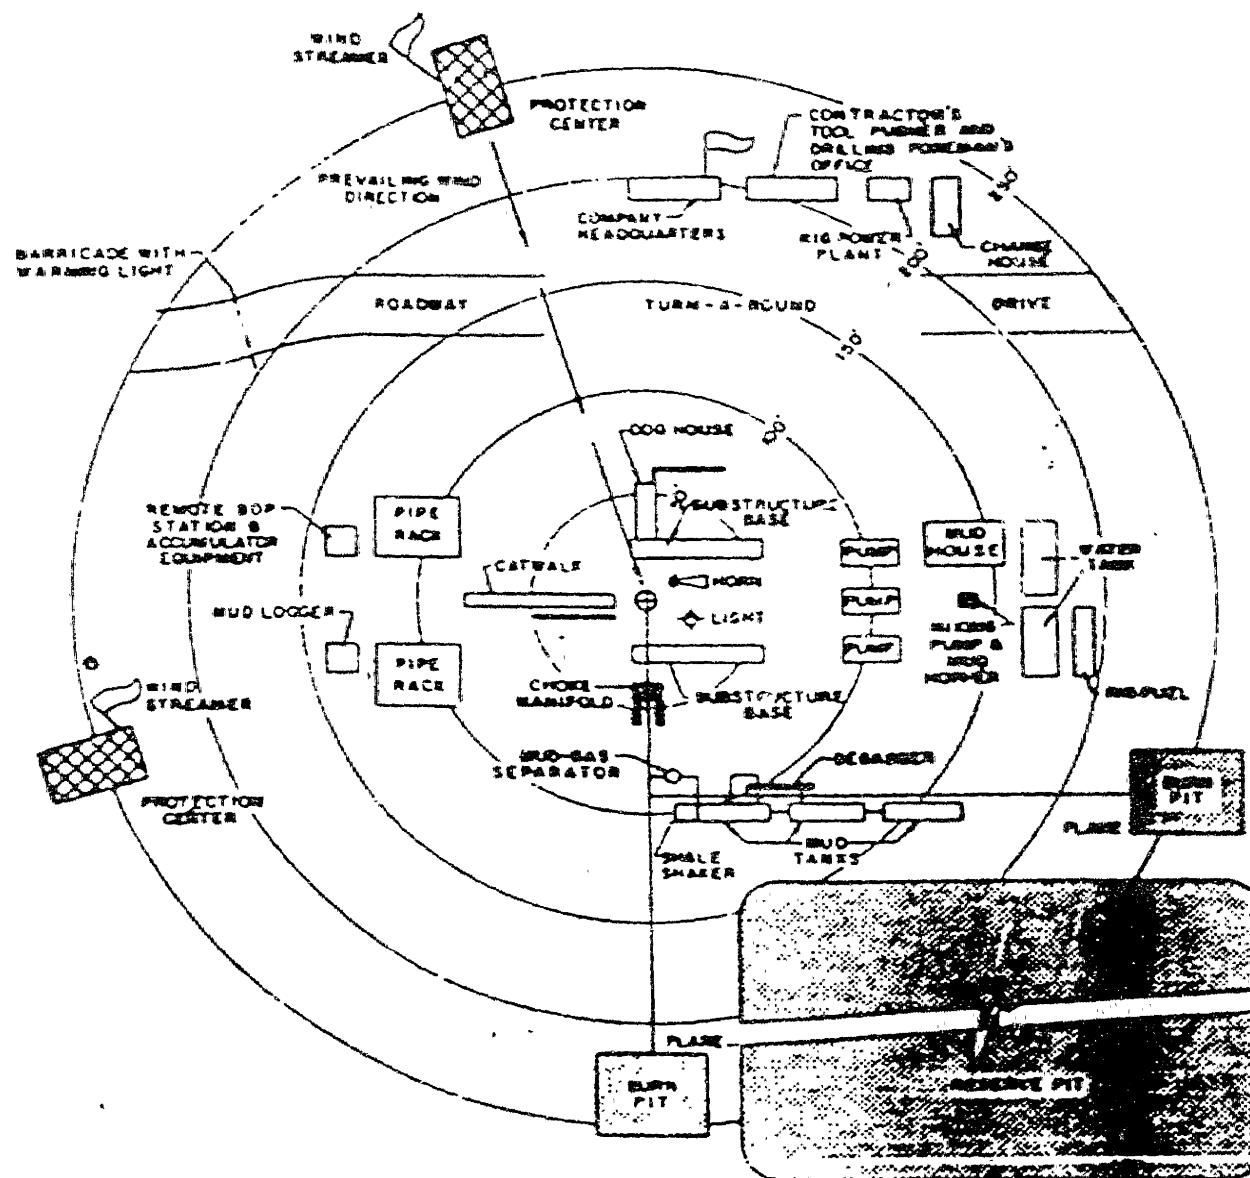 WIND
STREAMER
PROTECTION
CENTER
CONTRACTOR'S
TOOL PUSHER AND
DRILLING FOREMAN'S
OFFICE
PREVAILING WIND
DIRECTION
COMPANY
HEADQUARTERS
RIG POWER
PLANT
CHANGE
HOUSE
250'
200'
BARRICADE WITH
WARNING LIGHT
ROADWAY
TURN-A-ROUND
DRIVE
150'
DOG HOUSE
SUBSTRUCTURE
BASE
REMOTE BOP
STATION &
ACCUMULATOR
EQUIPMENT
PIPE
RACK
PUMP
MUD
HOUSE
WATER
TANK
CATWALK
HORN
MUD LOGGER
LIGHT
PUMP
MIXING
PUMP &
MUD
HOPPER
PIPE
RACK
PUMP
WIND
STREAMER
CHOKE
MANIFOLD
SUBSTRUCTURE
BASE
RIG FUEL
MUD-GAS
SEPARATOR
DEGASSER
PROTECTION
CENTER
BURN
PIT
FLARE
MUD
TANKS
SHALE
SHAKER
FLARE
RESERVE PIT
BURN
PIT